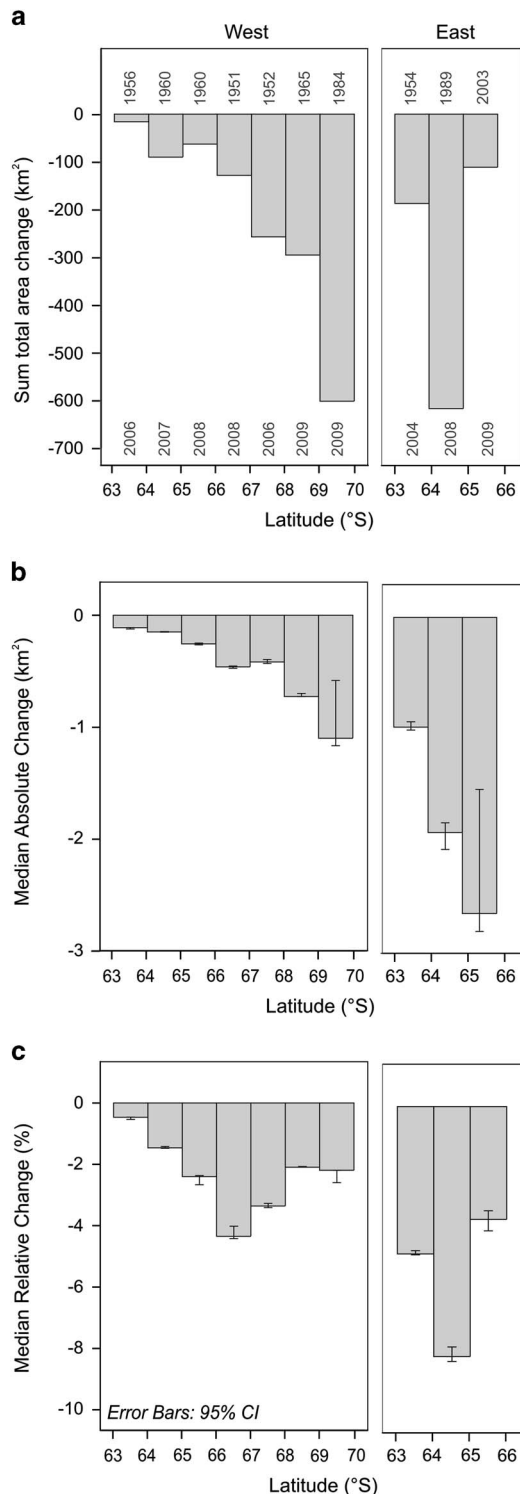 a
West
East
1956 1960 1960 1951 1952 1965 1984
1954 1989 2003
0
-100
-200
-300
-400
-500
-600
-700
Sum total area change (km²)
2006 2007 2008 2008 2006 2009 2009
2004 2008 2009
63 64 65 66 67 68 69 70
63 64 65 66
Latitude (°S)
Latitude (°S)
b
0
-1
-2
-3
Median Absolute Change (km²)
63 64 65 66 67 68 69 70
63 64 65 66
Latitude (°S)
Latitude (°S)
c
0
-2
-4
-6
-8
-10
Median Relative Change (%)
Error Bars: 95% CI
63 64 65 66 67 68 69 70
63 64 65 66
Latitude (°S)
Latitude (°S)